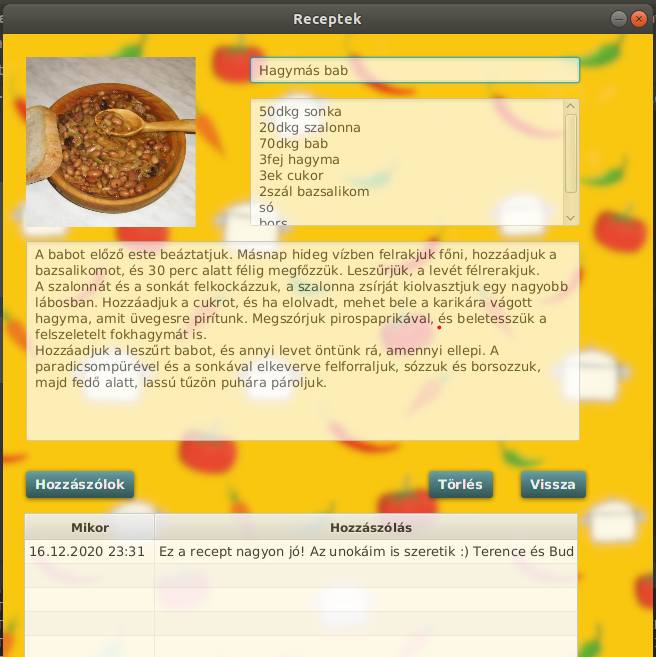 Receptek
Hagymás bab
50dkg sonka
20dkg szalonna
70dkg bab
3fej hagyma
3ek cukor
2szál bazsalikom
só
bors
A babot előző este beáztatjuk. Másnap hideg vízben felrakjuk főni, hozzáadjuk a
bazsalikomot, és 30 perc alatt félig megfőzzük. Leszűrjük, a levét félrerakjuk.
A szalonnát és a sonkát felkockázzuk, a szalonna zsírját kiolvasztjuk egy nagyobb
lábosban. Hozzáadjuk a cukrot, és ha elolvadt, mehet bele a karikára vágott
hagyma, amit üvegesre pirítunk. Megszórjuk pirospaprikával, és beletesszük a
felszeletelt fokhagymát is.
Hozzáadjuk a leszűrt babot, és annyi levet öntünk rá, amennyi ellepi. A
paradicsompürével és a sonkával elkeverve felforraljuk, sózzuk és borsozzuk,
majd fedő alatt, lassú tűzön puhára pároljuk.
Hozzászólok
Törlés
Vissza
Mikor
Hozzászólás
16.12.2020 23:31
Ez a recept nagyon jó! Az unokáim is szeretik :) Terence és Bud